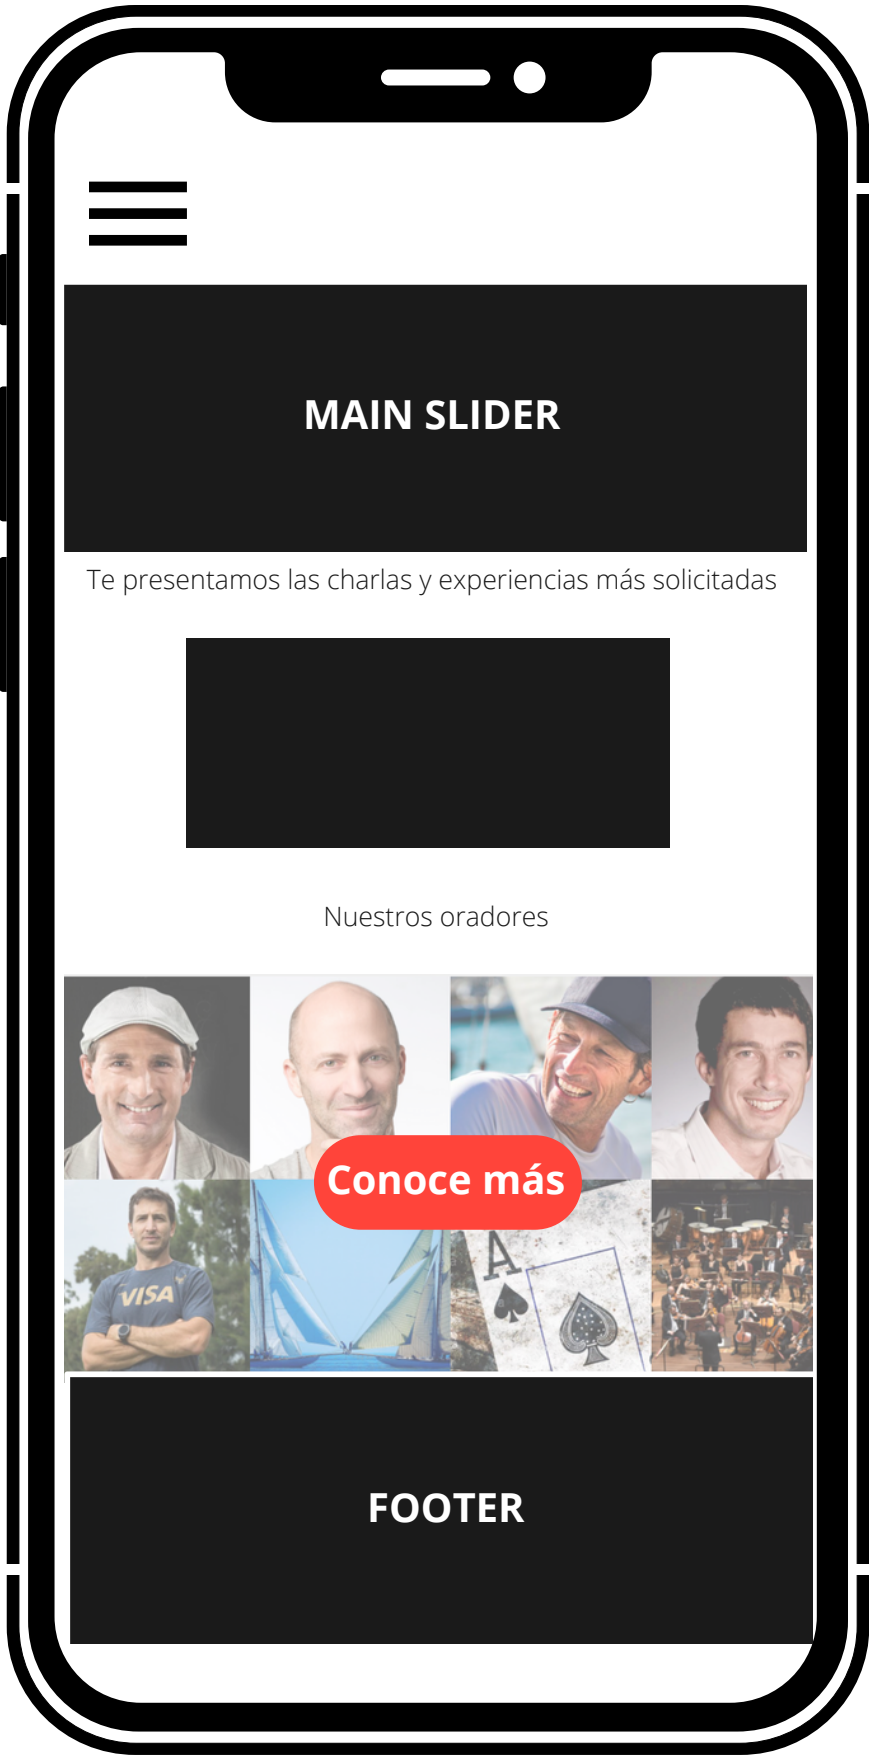 MAIN SLIDER
Te presentamos las charlas y experiencias más solicitadas
Nuestros oradores
Conoce más
VISA
A
FOOTER